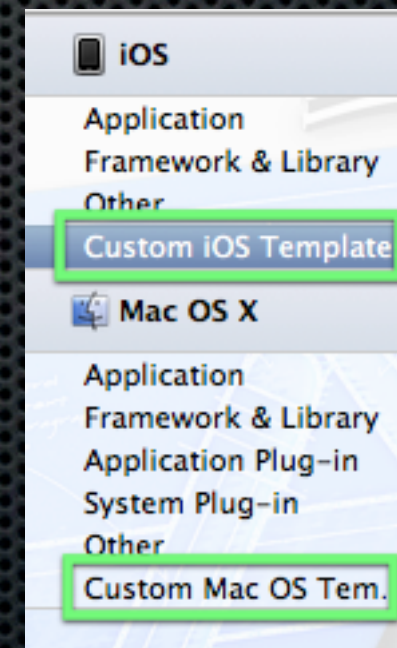 iOS
Application
Framework & Library
Other
Custom iOS Template
Mac OS X
Application
Framework & Library
Application Plug-in
System Plug-in
Other
Custom Mac OS Tem.